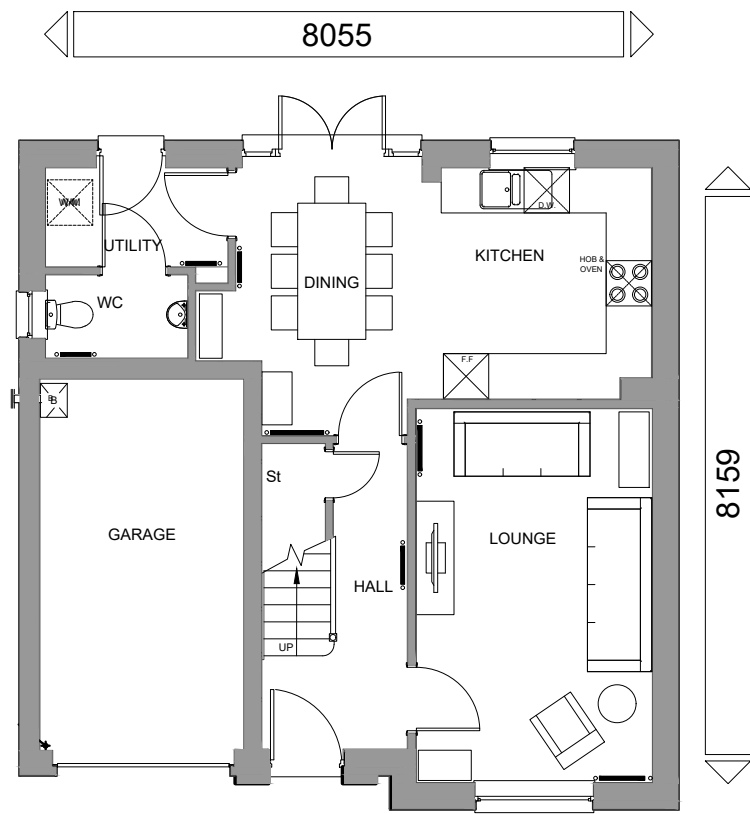 8055
W/M
UTILITY
D.W.
KITCHEN
HOB &
OVEN
DINING
WC
F.F
B
St
8159
GARAGE
LOUNGE
HALL
UP